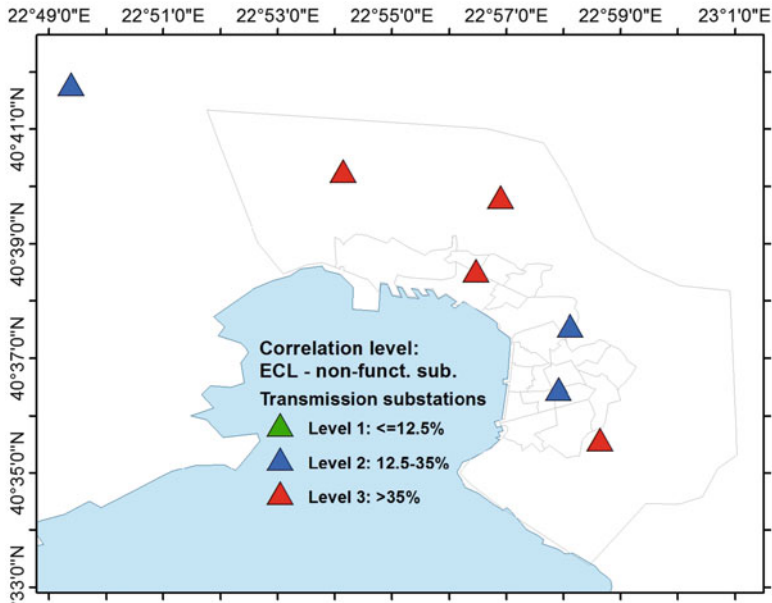 22°49'0"E 22°51'0"E 22°53'0"E 22°55'0"E 22°57'0"E 22°59'0"E 23°1'0"E
40°41'0"N
40°39'0"N
40°37'0"N
40°35'0"N
33'0"N
Correlation level:
ECL - non-funct. sub.
Transmission substations
Level 1: <=12.5%
Level 2: 12.5-35%
Level 3: >35%